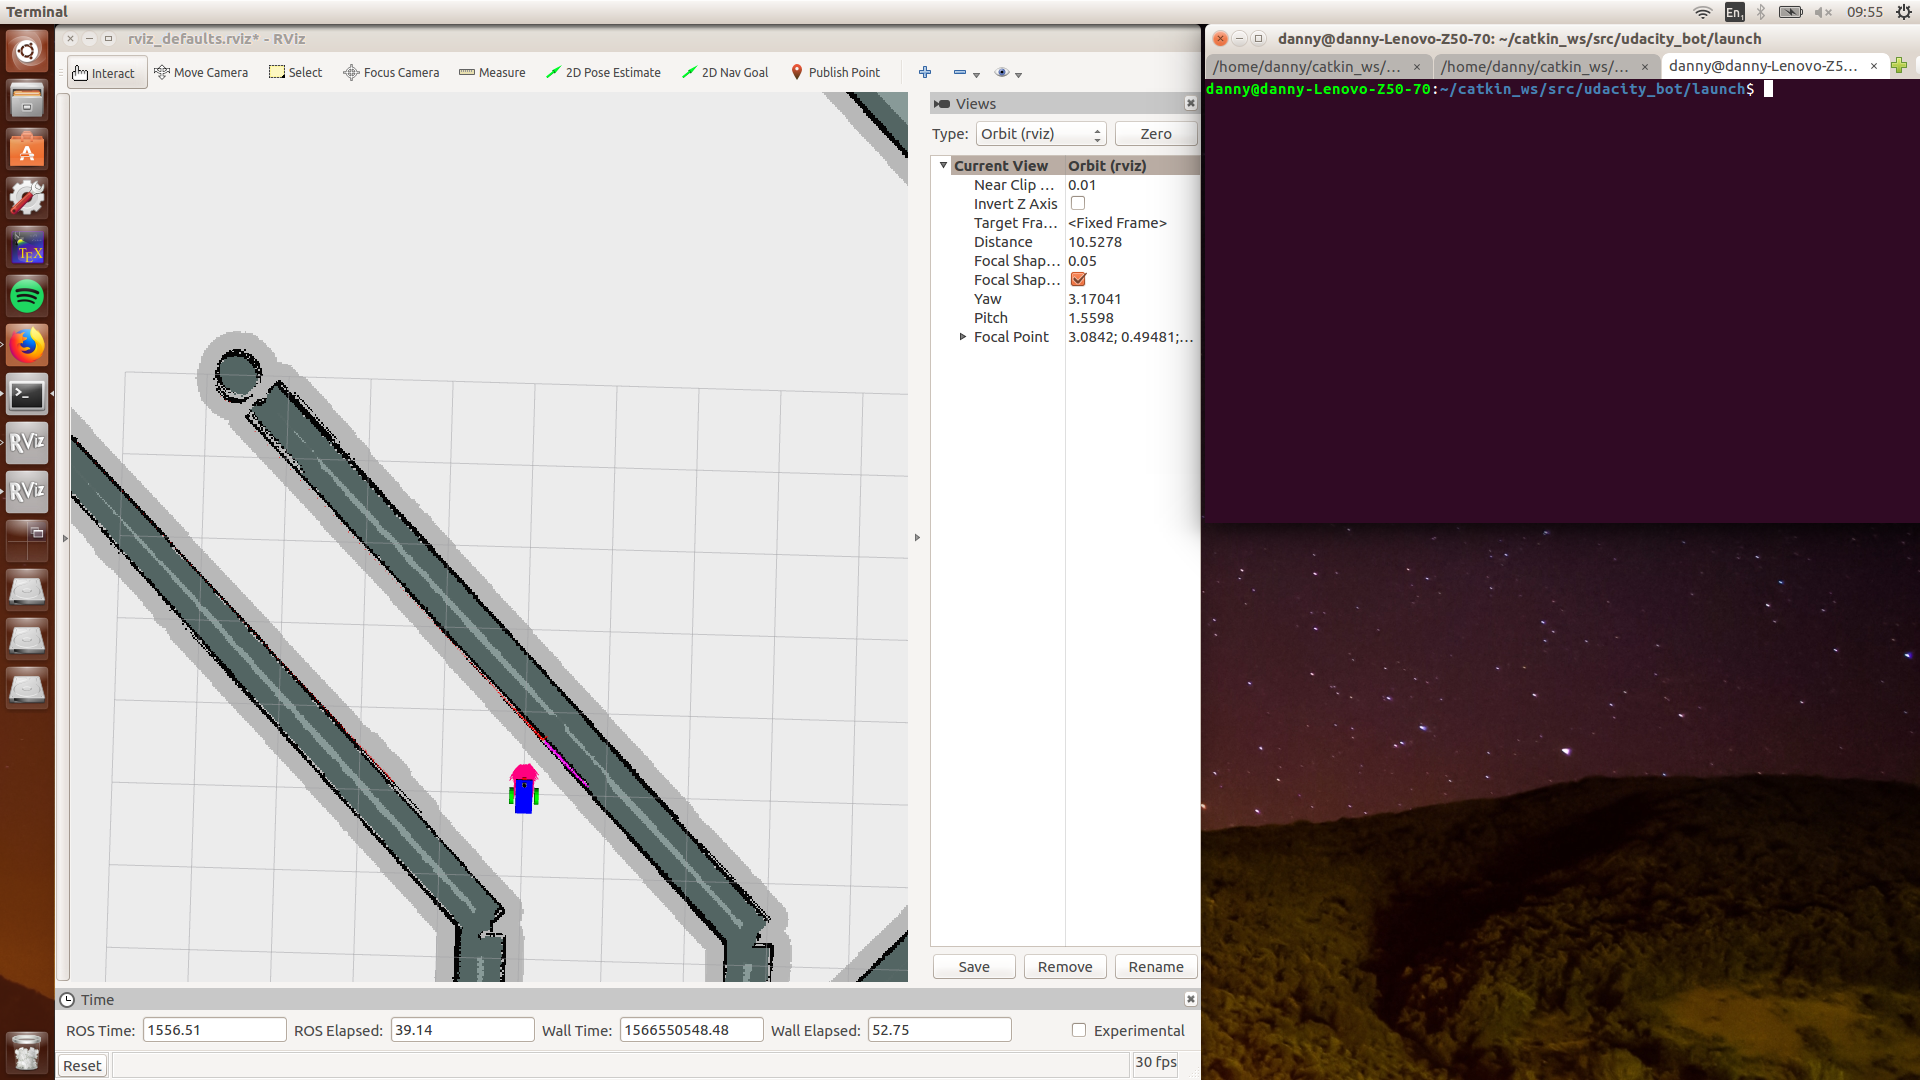 Terminal
En1
09:55
rviz_defaults.rviz* - RViz
Interact
Move Camera
Select
Focus Camera
Measure
2D Pose Estimate
2D Nav Goal
Publish Point
Views
Type: Orbit (rviz) Zero
Current View Orbit (rviz)
Near Clip ... 0.01
Invert Z Axis
Target Fra... <Fixed Frame>
Distance 10.5278
Focal Shap... 0.05
Focal Shap...
Yaw 3.17041
Pitch 1.5598
Focal Point 3.0842; 0.49481;...
Save Remove Rename
Time
ROS Time: 1556.51 ROS Elapsed: 39.14 Wall Time: 1566550548.48 Wall Elapsed: 52.75 Experimental
Reset
30 fps
danny@danny-Lenovo-Z50-70: ~/catkin_ws/src/udacity_bot/launch
/home/danny/catkin_ws/...
/home/danny/catkin_ws/...
danny@danny-Lenovo-Z5...
danny@danny-Lenovo-Z50-70:~/catkin_ws/src/udacity_bot/launch$
TEX
>_
RViz
RViz